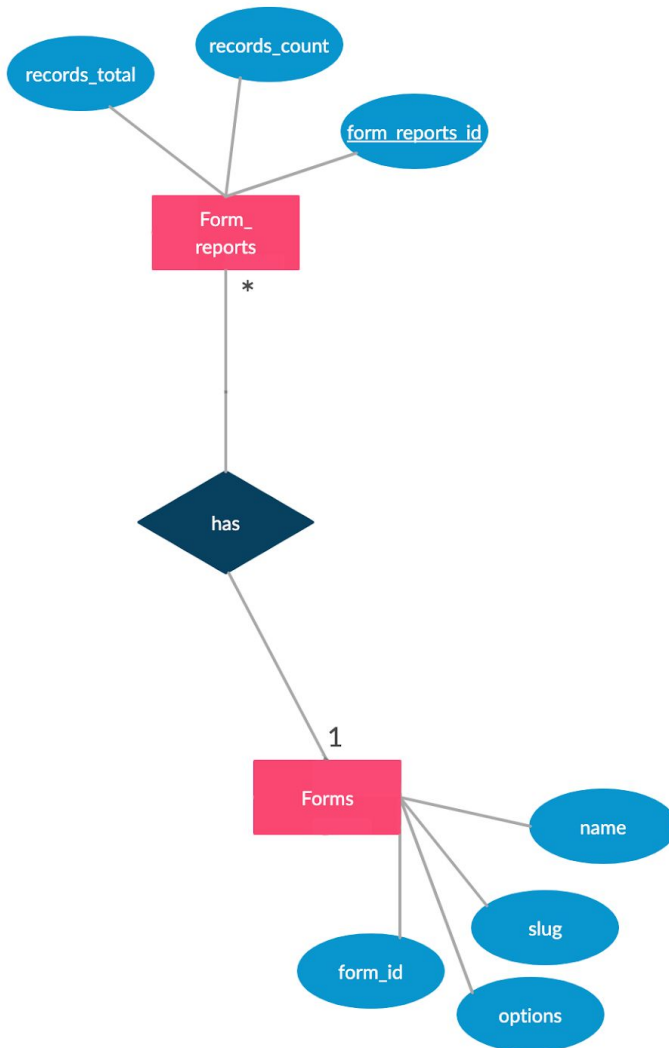 records_count
records_total
form_reports_id
Form_
reports
*
has
1
Forms
name
slug
form_id
options